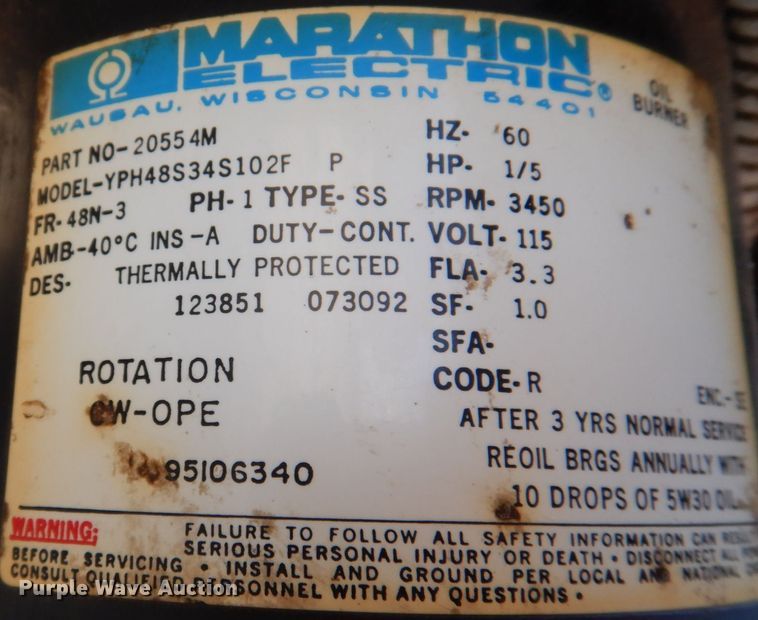 MARATHON
ELECTRIC®
WAUSAU, WISCONSIN 54401
OIL
BURNER
PART NO-20554M
MODEL-YPH48S34S102F P
FR-48N-3 PH-1 TYPE-SS
AMB-40°C INS-A DUTY-CONT.
DES-
THERMALLY PROTECTED
123851 073092
HZ- 60
HP- 1/5
RPM- 3450
VOLT- 115
FLA- 3.3
SF- 1.0
SFA-
CODE-R
ROTATION
CW-OPE
95106340
ENC-
AFTER 3 YRS NORMAL SERVICE
REOIL BRGS ANNUALLY WITH
10 DROPS OF 5W30 OIL
WARNING: FAILURE TO FOLLOW ALL SAFETY INFORMATION CAN
SERIOUS PERSONAL INJURY OR DEATH • DISCONNECT ALL
BEFORE SERVICING • INSTALL AND GROUND PER LOCAL AND NATIONAL
CONSULT QUALIFIED PERSONNEL WITH ANY QUESTIONS •
Purple Wave Auction